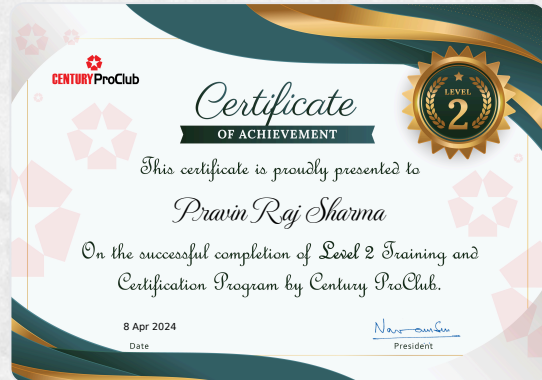 CENTURY ProClub
Certificate
OF ACHIEVEMENT
LEVEL
2
This certificate is proudly presented to
Pravin Raj Sharma
On the successful completion of Level 2 Training and
Certification Program by Century ProClub.
8 Apr 2024
Date
President